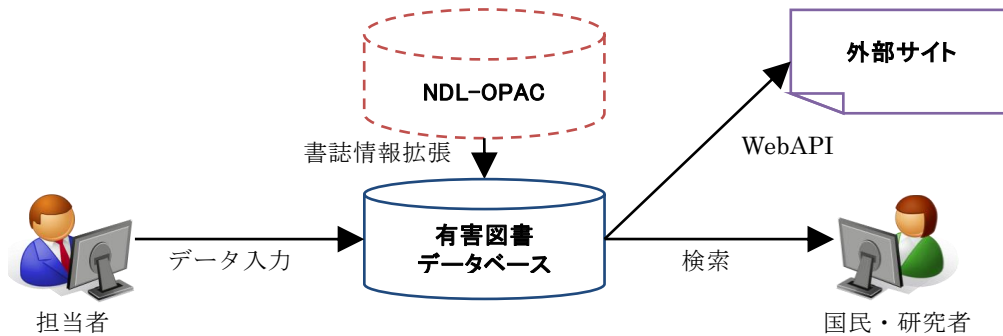 外部サイト
NDL-OPAC
書誌情報拡張
WebAPI
有害図書
データベース
データ入力
検索
担当者
国民・研究者